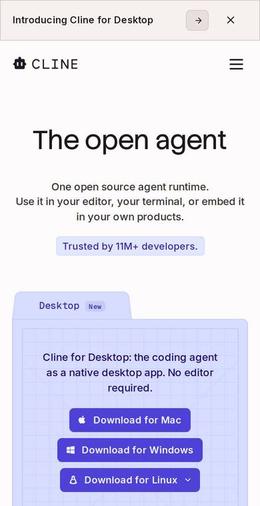 Introducing Cline for Desktop
CLINE
The open agent
One open source agent runtime.
Use it in your editor, your terminal, or embed it
in your own products.
Trusted by 11M+ developers.
Desktop New
Cline for Desktop: the coding agent
as a native desktop app. No editor
required.
Download for Mac
Download for Windows
Download for Linux